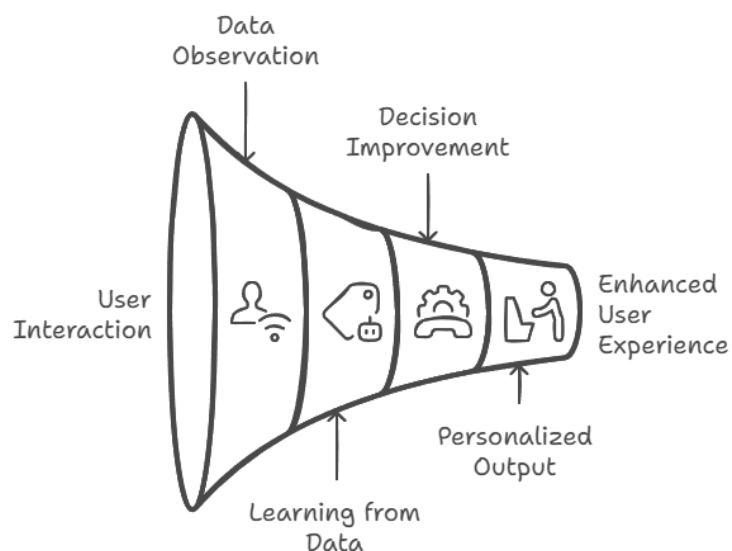 Data
Observation
Decision
Improvement
User
Interaction
Enhanced
User
Experience
Personalized
Output
Learning from
Data